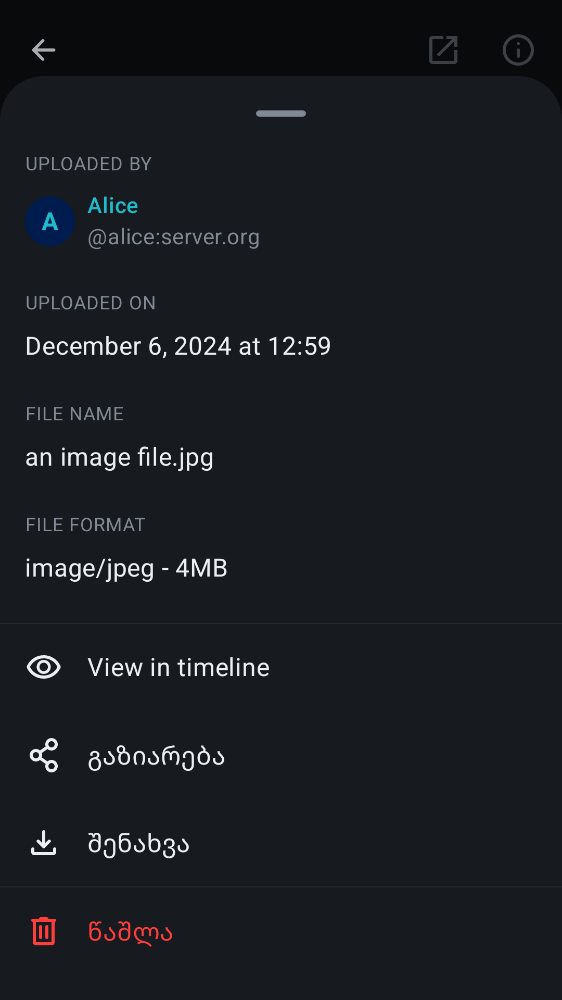 UPLOADED BY
A
Alice
@alice:server.org
UPLOADED ON
December 6, 2024 at 12:59
FILE NAME
an image file.jpg
FILE FORMAT
image/jpeg - 4MB
View in timeline
გაზიარება
შენახვა
წაშლა